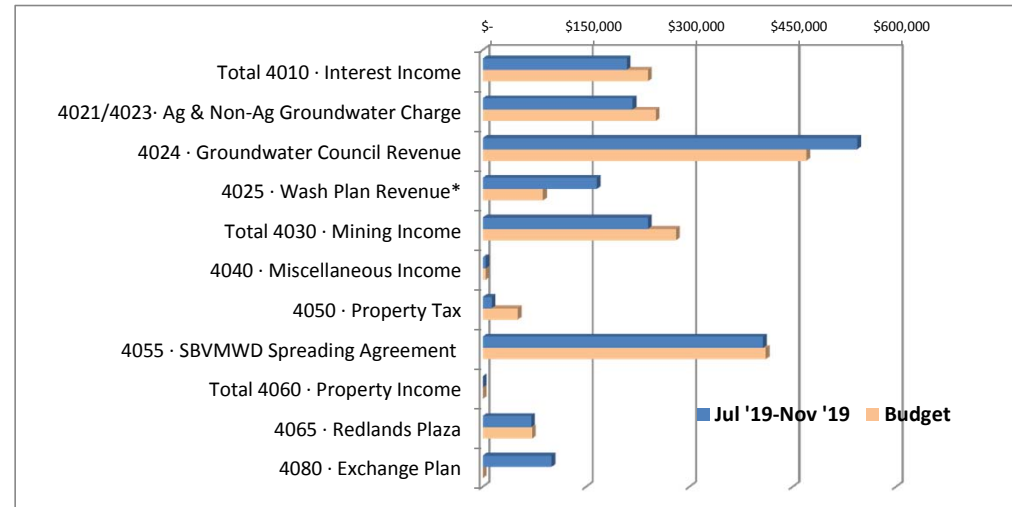 $- $150,000 $300,000 $450,000 $600,000
Total 4010 · Interest Income
4021/4023· Ag & Non-Ag Groundwater Charge
4024 · Groundwater Council Revenue
4025 · Wash Plan Revenue*
Total 4030 · Mining Income
4040 · Miscellaneous Income
4050 · Property Tax
4055 · SBVMWD Spreading Agreement
Total 4060 · Property Income
Jul '19-Nov '19 Budget
4065 · Redlands Plaza
4080 · Exchange Plan